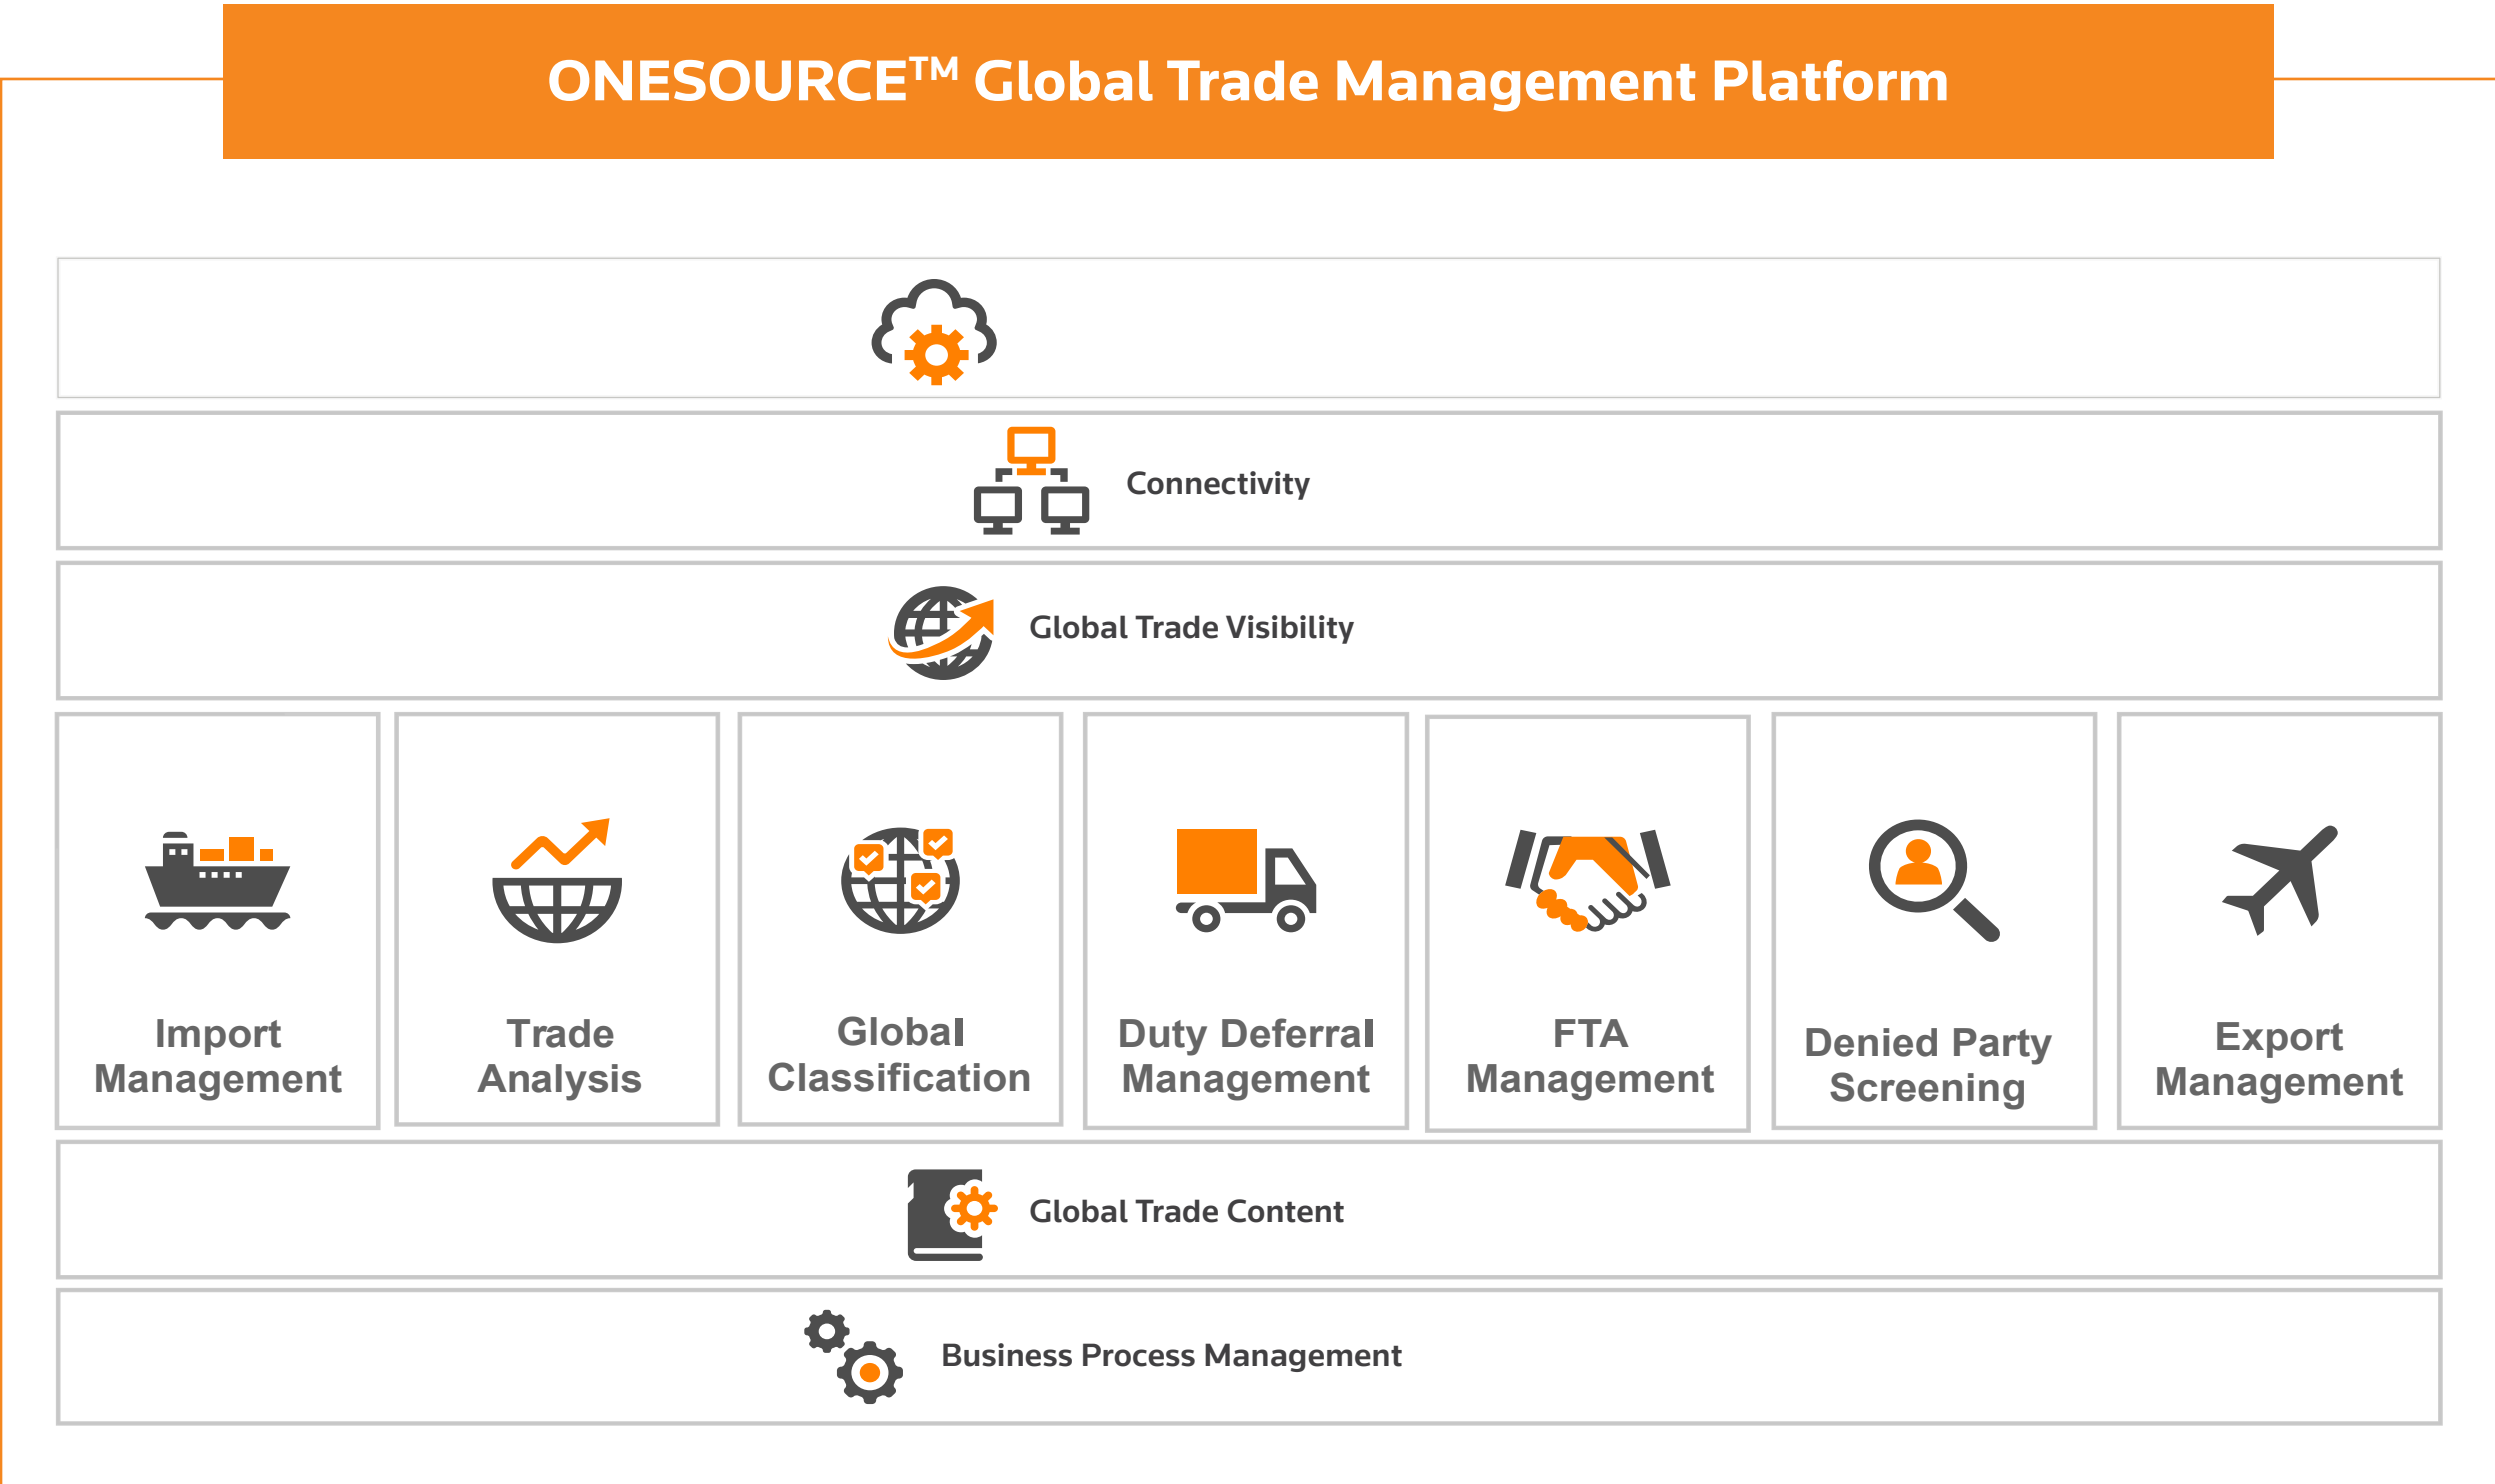 ONESOURCE™ Global Trade Management Platform
Connectivity
Global Trade Visibility
Import
Management
Trade
Analysis
Global
Classification
Duty Deferral
Management
FTA
Management
Denied Party
Screening
Export
Management
Global Trade Content
Business Process Management